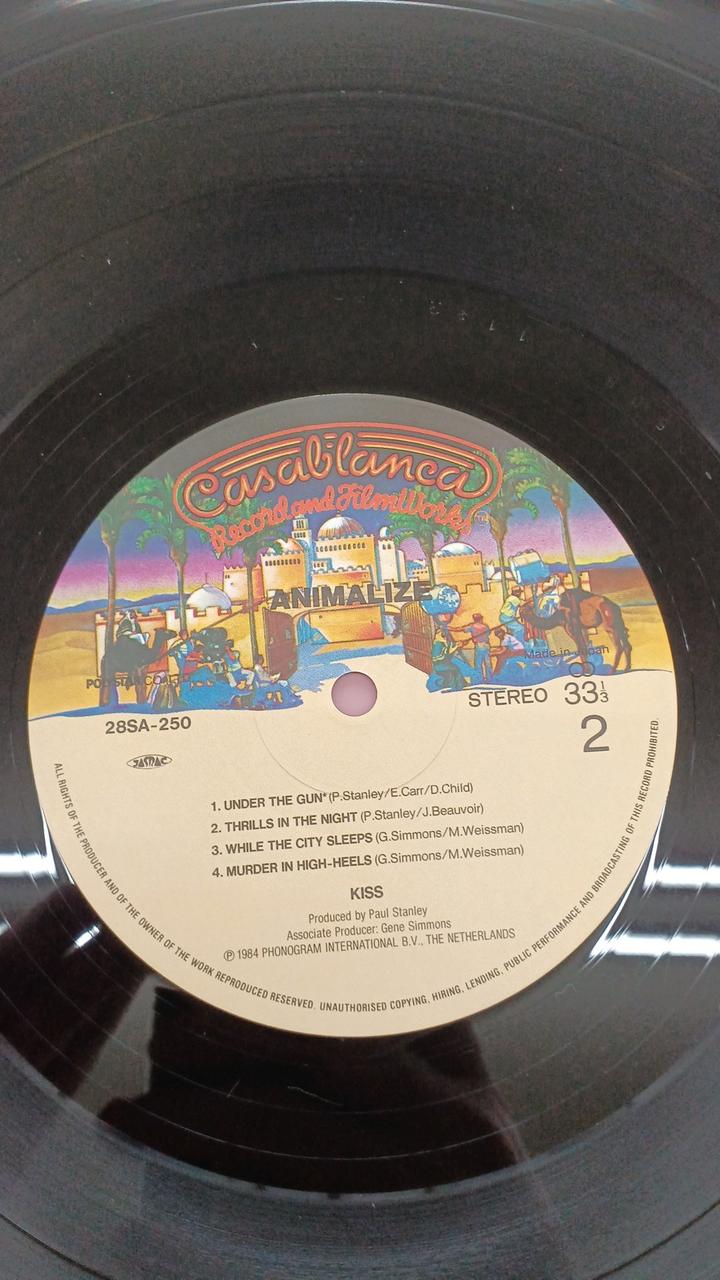 Casablanca
Record and FilmWorks TM
ANIMALIZE
Made in Japan
STEREO 33 1/3
28SA-250
2
JASRAC
1. UNDER THE GUN* (P.Stanley/E.Carr/D.Child)
2. THRILLS IN THE NIGHT (P.Stanley/J.Beauvoir)
3. WHILE THE CITY SLEEPS (G.Simmons/M.Weissman)
4. MURDER IN HIGH-HEELS (G.Simmons/M.Weissman)
KISS
Produced by Paul Stanley
Associate Producer: Gene Simmons
Ⓟ 1984 PHONOGRAM INTERNATIONAL B.V., THE NETHERLANDS
ALL RIGHTS OF THE PRODUCER AND OF THE OWNER OF THE WORK REPRODUCED RESERVED. UNAUTHORISED COPYING, HIRING, LENDING, PUBLIC PERFORMANCE AND BROADCASTING OF THIS RECORD PROHIBITED.